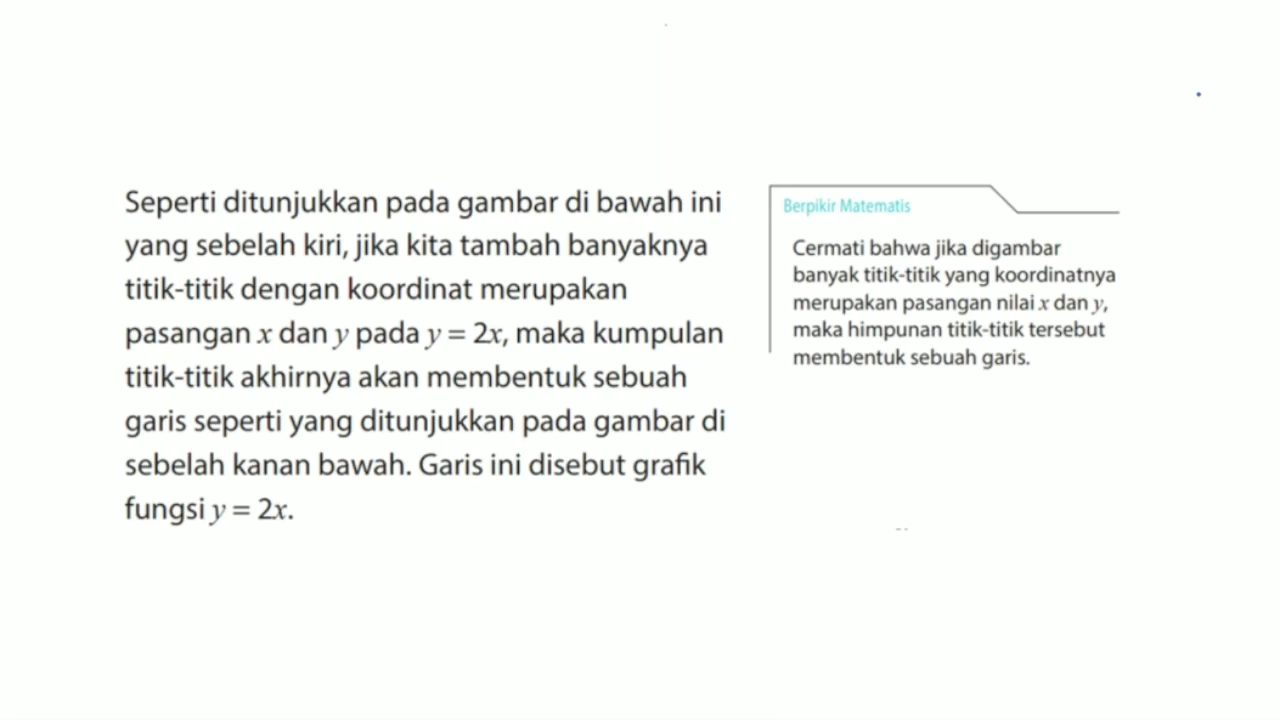 Seperti ditunjukkan pada gambar di bawah ini
yang sebelah kiri, jika kita tambah banyaknya
titik-titik dengan koordinat merupakan
pasangan x dan y pada y = 2x, maka kumpulan
titik-titik akhirnya akan membentuk sebuah
garis seperti yang ditunjukkan pada gambar di
sebelah kanan bawah. Garis ini disebut grafik
fungsi y = 2x.
Berpikir Matematis
Cermati bahwa jika digambar
banyak titik-titik yang koordinatnya
merupakan pasangan nilai x dan y,
maka himpunan titik-titik tersebut
membentuk sebuah garis.